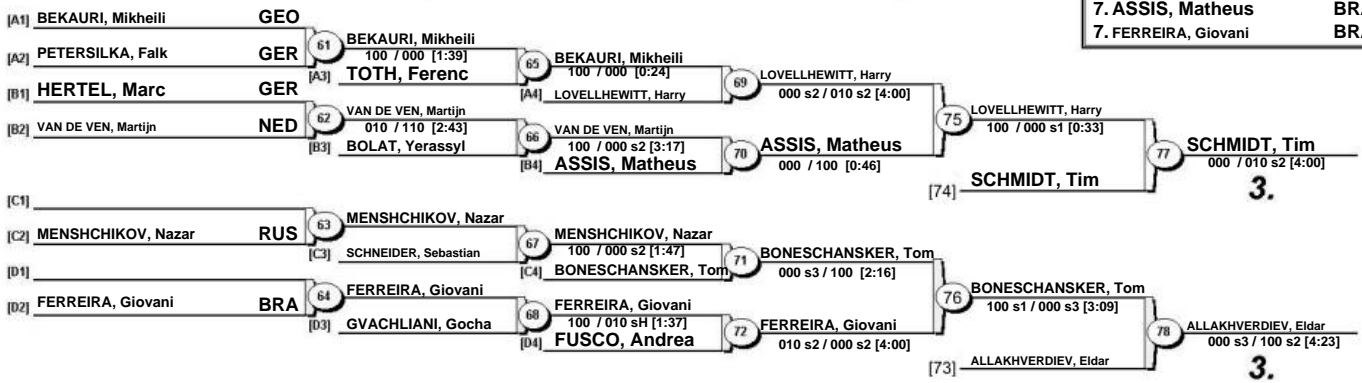 7. ASSIS, Matheus
7. FERREIRA, Giovani BRA
[A1] BEKAURI, Mikheili GEO
[A2] PETERSILKA, Falk GER
61 BEKAURI, Mikheili
100 / 000 [1:39]
[A3] TOTH, Ferenc
[B1] HERTEL, Marc GER
[B2] VAN DE VEN, Martijn NED
62 VAN DE VEN, Martijn
010 / 110 [2:43]
[B3] BOLAT, Yerassyl
65 BEKAURI, Mikheili
100 / 000 [0:24]
[A4] LOVELLHEWITT, Harry
66 VAN DE VEN, Martijn
100 / 000 s2 [3:17]
[B4] ASSIS, Matheus
69 LOVELLHEWITT, Harry
000 s2 / 010 s2 [4:00]
70 ASSIS, Matheus
000 / 100 [0:46]
75 LOVELLHEWITT, Harry
100 / 000 s1 [0:33]
[74] SCHMIDT, Tim
77 SCHMIDT, Tim
000 / 010 s2 [4:00]
3.
[C1]
[C2] MENSHCHIKOV, Nazar RUS
63 MENSHCHIKOV, Nazar
[C3] SCHNEIDER, Sebastian
[D1]
[D2] FERREIRA, Giovani BRA
64 FERREIRA, Giovani
[D3] GVACHLIANI, Gocha
67 MENSHCHIKOV, Nazar
100 / 000 s2 [1:47]
[C4] BONESCHANSKER, Tom
68 FERREIRA, Giovani
100 / 010 sH [1:37]
[D4] FUSCO, Andrea
71 BONESCHANSKER, Tom
000 s3 / 100 [2:16]
72 FERREIRA, Giovani
010 s2 / 000 s2 [4:00]
76 BONESCHANSKER, Tom
100 s1 / 000 s3 [3:09]
[73] ALLAKHVERDIEV, Eldar
78 ALLAKHVERDIEV, Eldar
000 s3 / 100 s2 [4:23]
3.